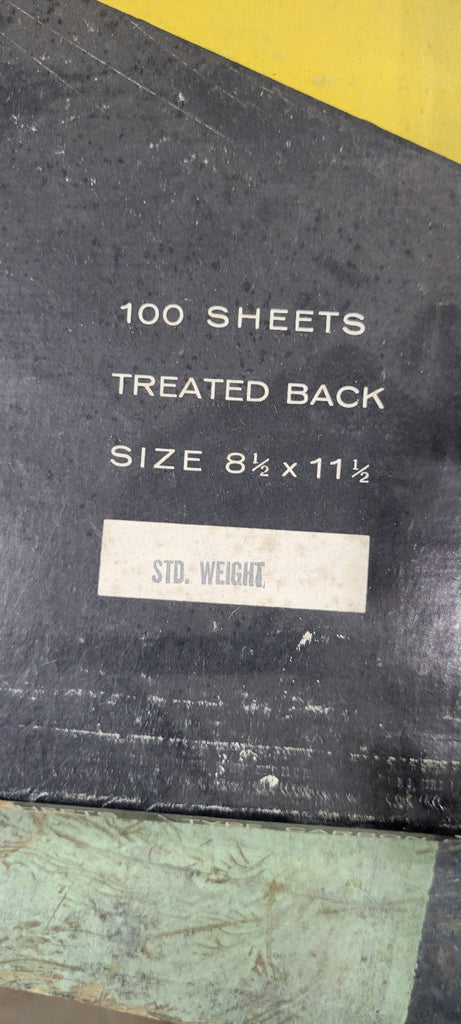 100 SHEETS
TREATED BACK
SIZE 8½ x 11½
STD. WEIGHT